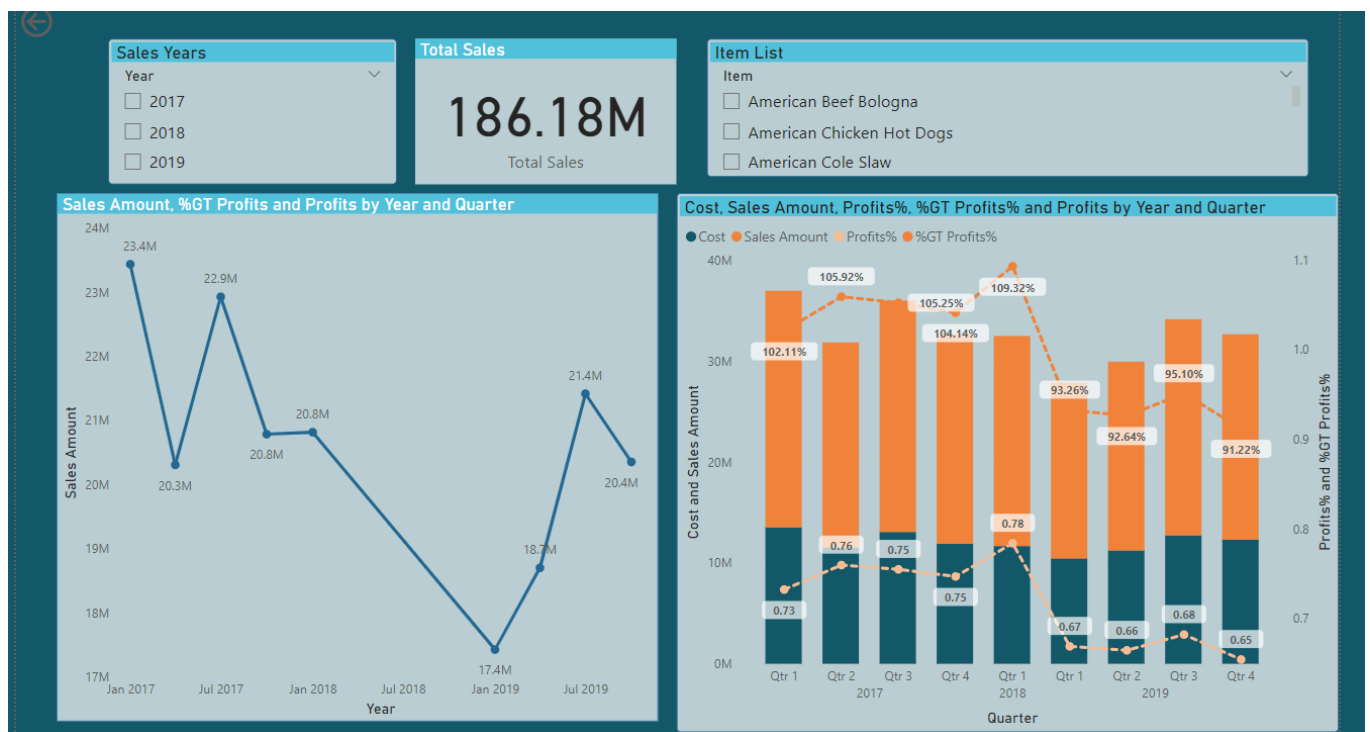 Sales Years
Year
2017
2018
2019
Total Sales
186.18M
Total Sales
Item List
Item
American Beef Bologna
American Chicken Hot Dogs
American Cole Slaw
Sales Amount, %GT Profits and Profits by Year and Quarter
24M
23M
22M
21M
20M
19M
18M
17M
Sales Amount
23.4M
20.3M
22.9M
20.8M
20.8M
17.4M
18.7M
21.4M
20.4M
Jan 2017 Jul 2017 Jan 2018 Jul 2018 Jan 2019 Jul 2019
Year
Cost, Sales Amount, Profits%, %GT Profits% and Profits by Year and Quarter
Cost Sales Amount Profits% %GT Profits%
40M
30M
20M
10M
0M
Cost and Sales Amount
1.1
1.0
0.9
0.8
0.7
Profits% and %GT Profits%
102.11%
105.92%
105.25%
104.14%
109.32%
93.26%
92.64%
95.10%
91.22%
0.73
0.76
0.75
0.75
0.78
0.67
0.66
0.68
0.65
Qtr 1 Qtr 2 Qtr 3 Qtr 4 Qtr 1 Qtr 1 Qtr 2 Qtr 3 Qtr 4
2017 2018 2019
Quarter